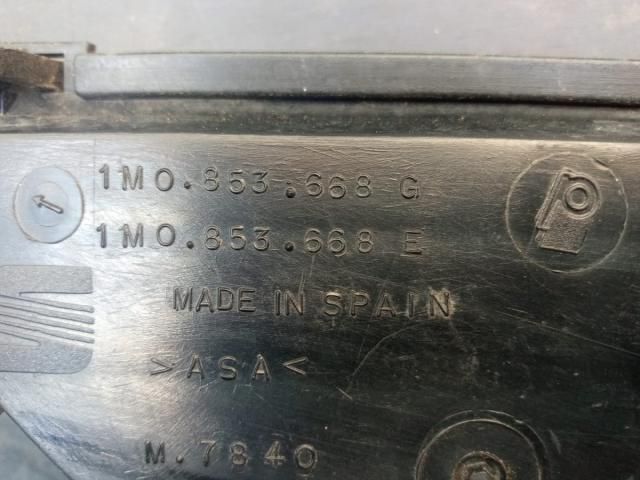 1M0.853.668 G
1M0.853.668 E
MADE IN SPAIN
>ASA<
M.7840